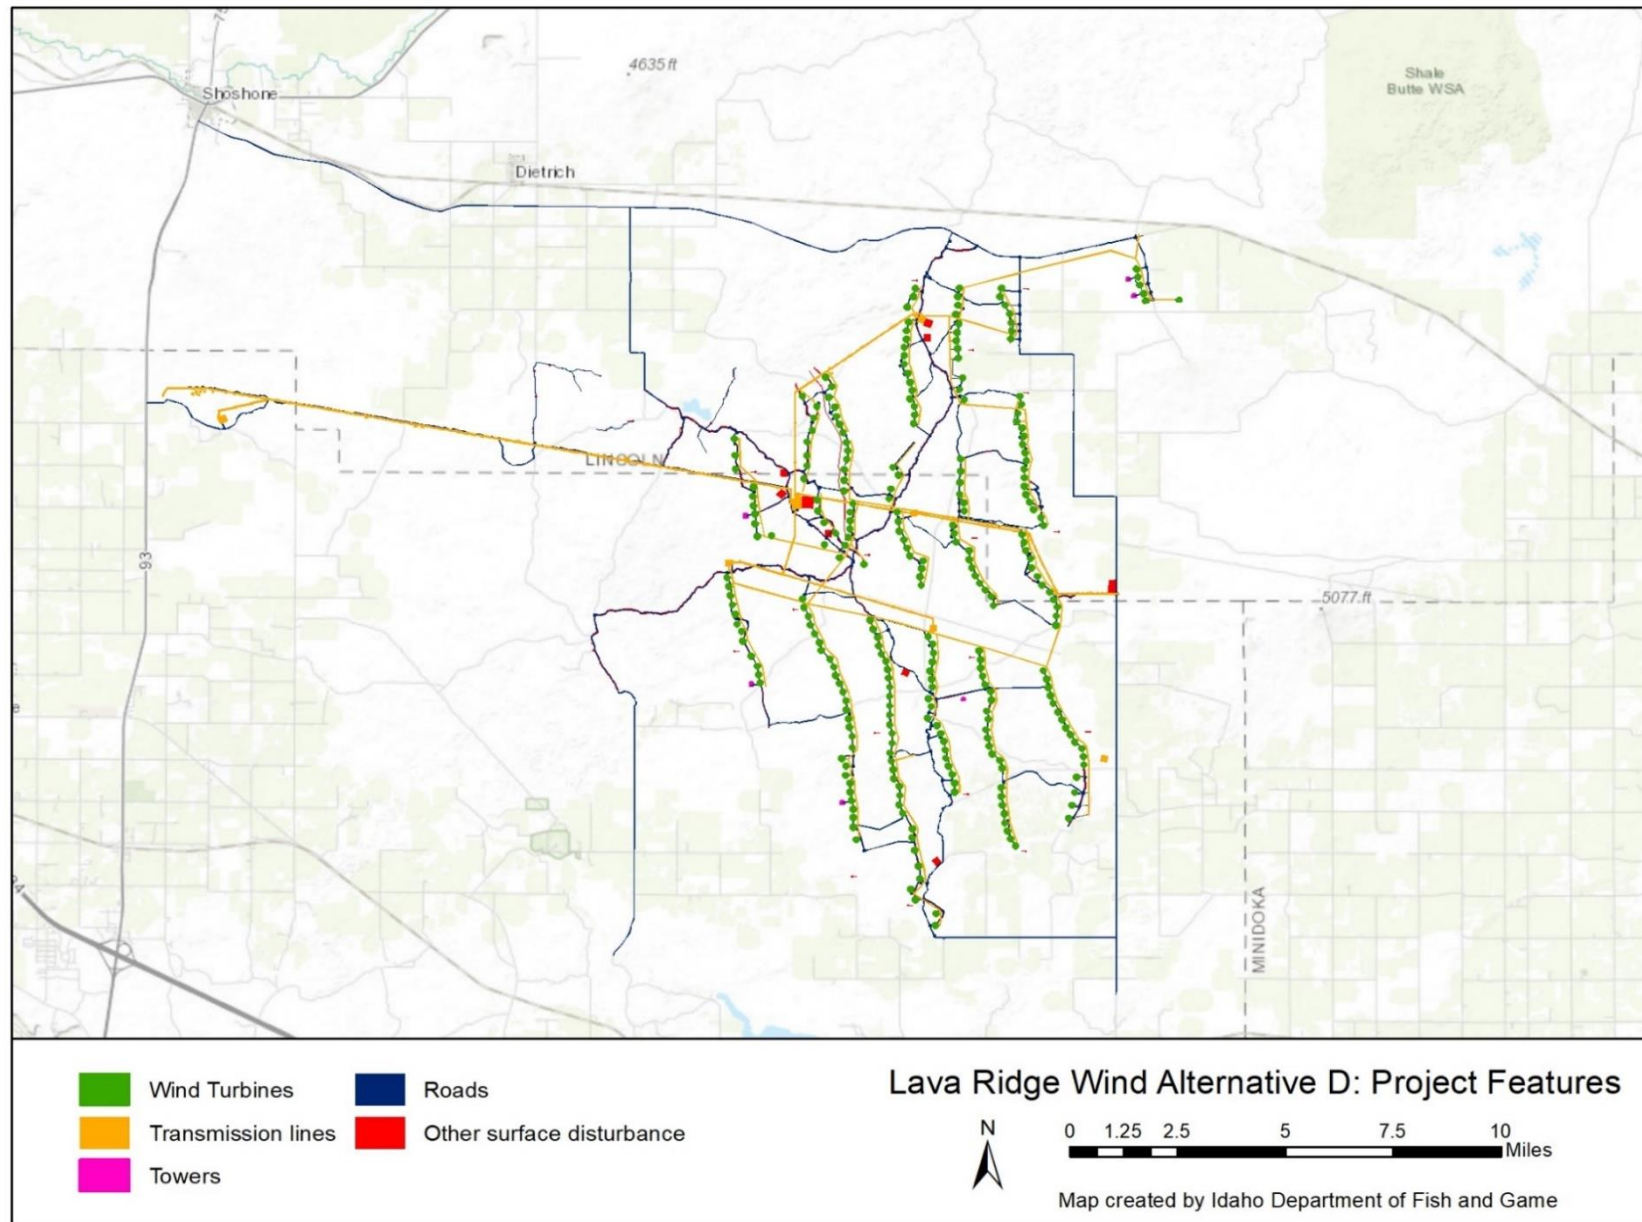 75
4635 ft
Shale
Butte WSA
Shoshone
Dietrich
LINCOLN
93
5077 ft
MINIDOKA
Wind Turbines
Roads
Transmission lines
Other surface disturbance
Towers
Lava Ridge Wind Alternative D: Project Features
N
0 1.25 2.5 5 7.5 10
Miles
Map created by Idaho Department of Fish and Game